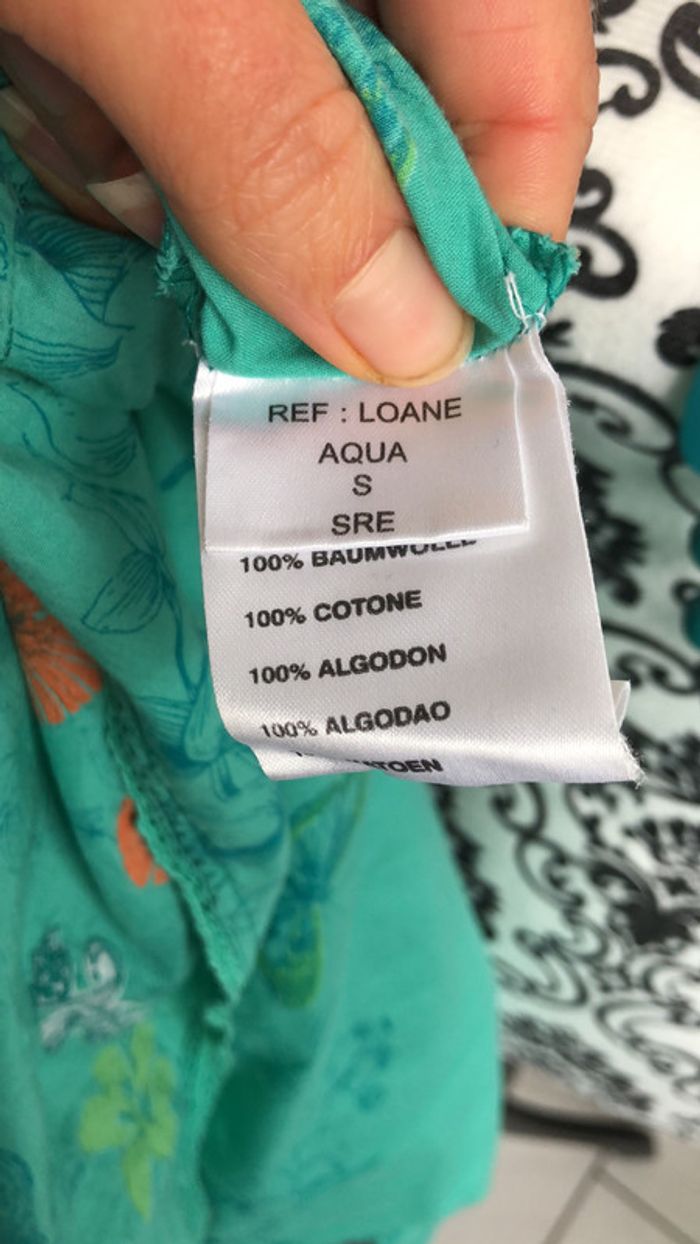 REF : LOANE
AQUA
S
SRE
100% BAUMWOLLE
100% COTONE
100% ALGODON
100% ALGODAO